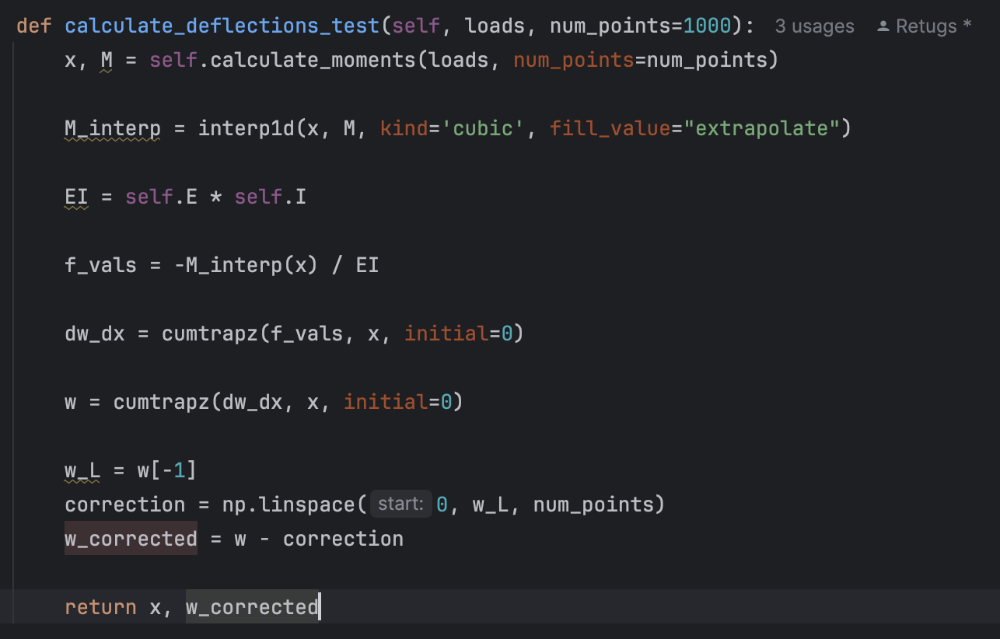 def calculate_deflections_test(self, loads, num_points=1000): 3 usages Retugs *
x, M = self.calculate_moments(loads, num_points=num_points)
M_interp = interp1d(x, M, kind='cubic', fill_value="extrapolate")
EI = self.E * self.I
f_vals = -M_interp(x) / EI
dw_dx = cumtrapz(f_vals, x, initial=0)
w = cumtrapz(dw_dx, x, initial=0)
w_L = w[-1]
correction = np.linspace( start: 0, w_L, num_points)
w_corrected = w - correction
return x, w_corrected